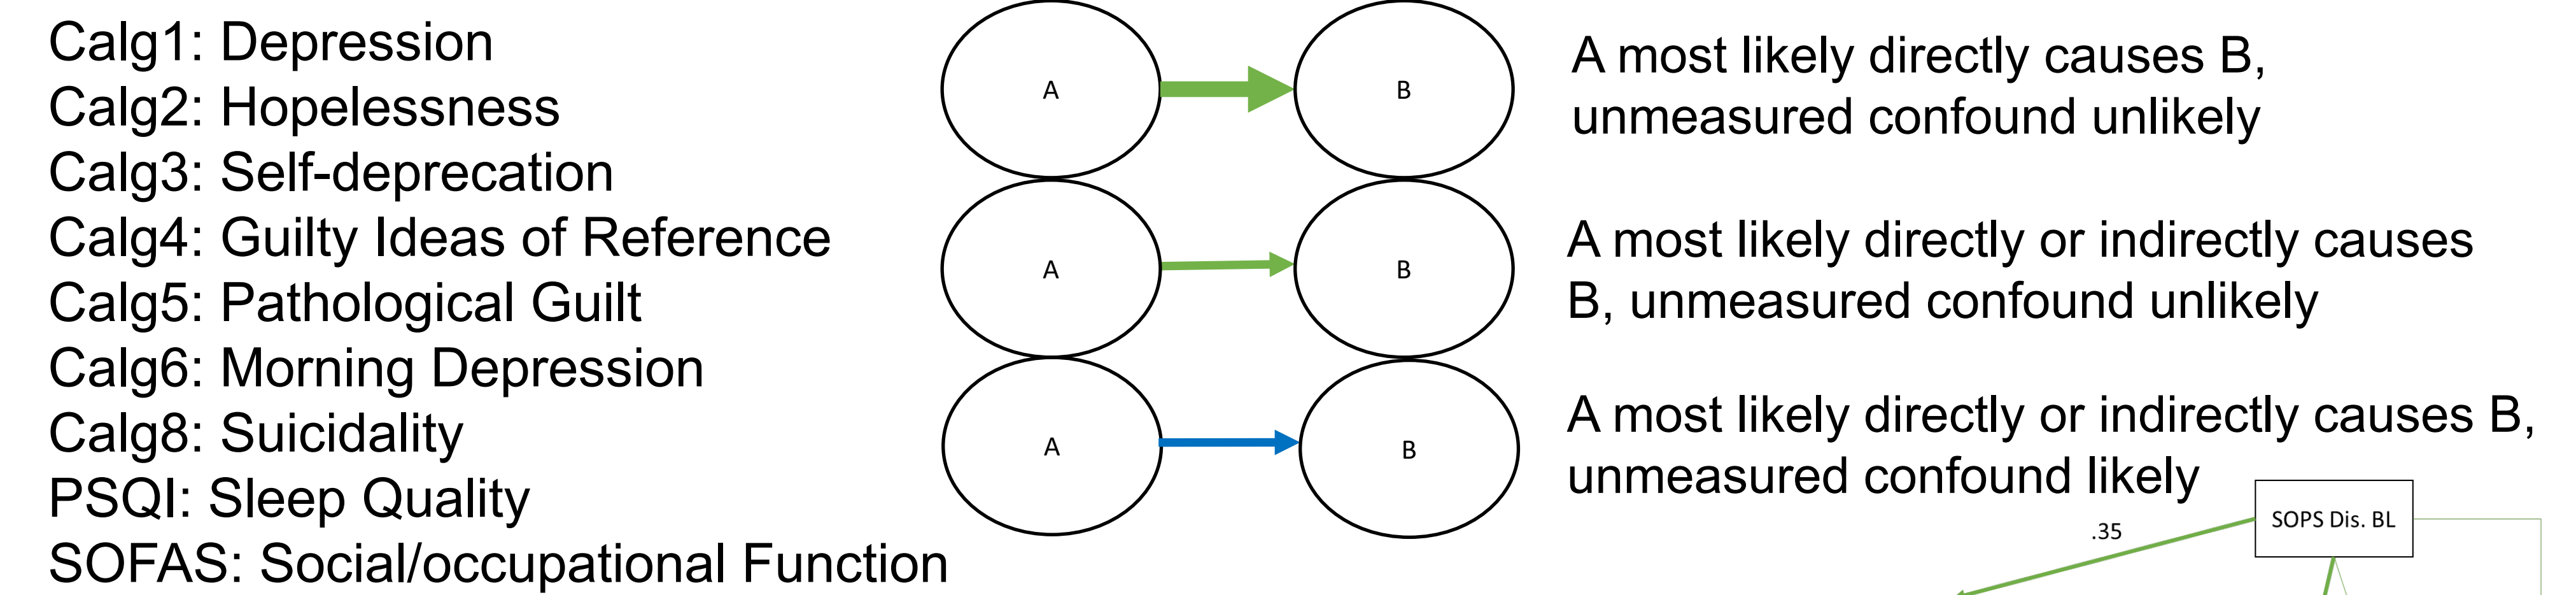 Calg1: Depression
Calg2: Hopelessness
Calg3: Self-deprecation
Calg4: Guilty Ideas of Reference
Calg5: Pathological Guilt
Calg6: Morning Depression
Calg8: Suicidality
PSQI: Sleep Quality
SOFAS: Social/occupational Function
A
B
A most likely directly causes B,
unmeasured confound unlikely
A
B
A most likely directly or indirectly causes
B, unmeasured confound unlikely
A
B
A most likely directly or indirectly causes B,
unmeasured confound likely
.35
SOPS Dis. BL